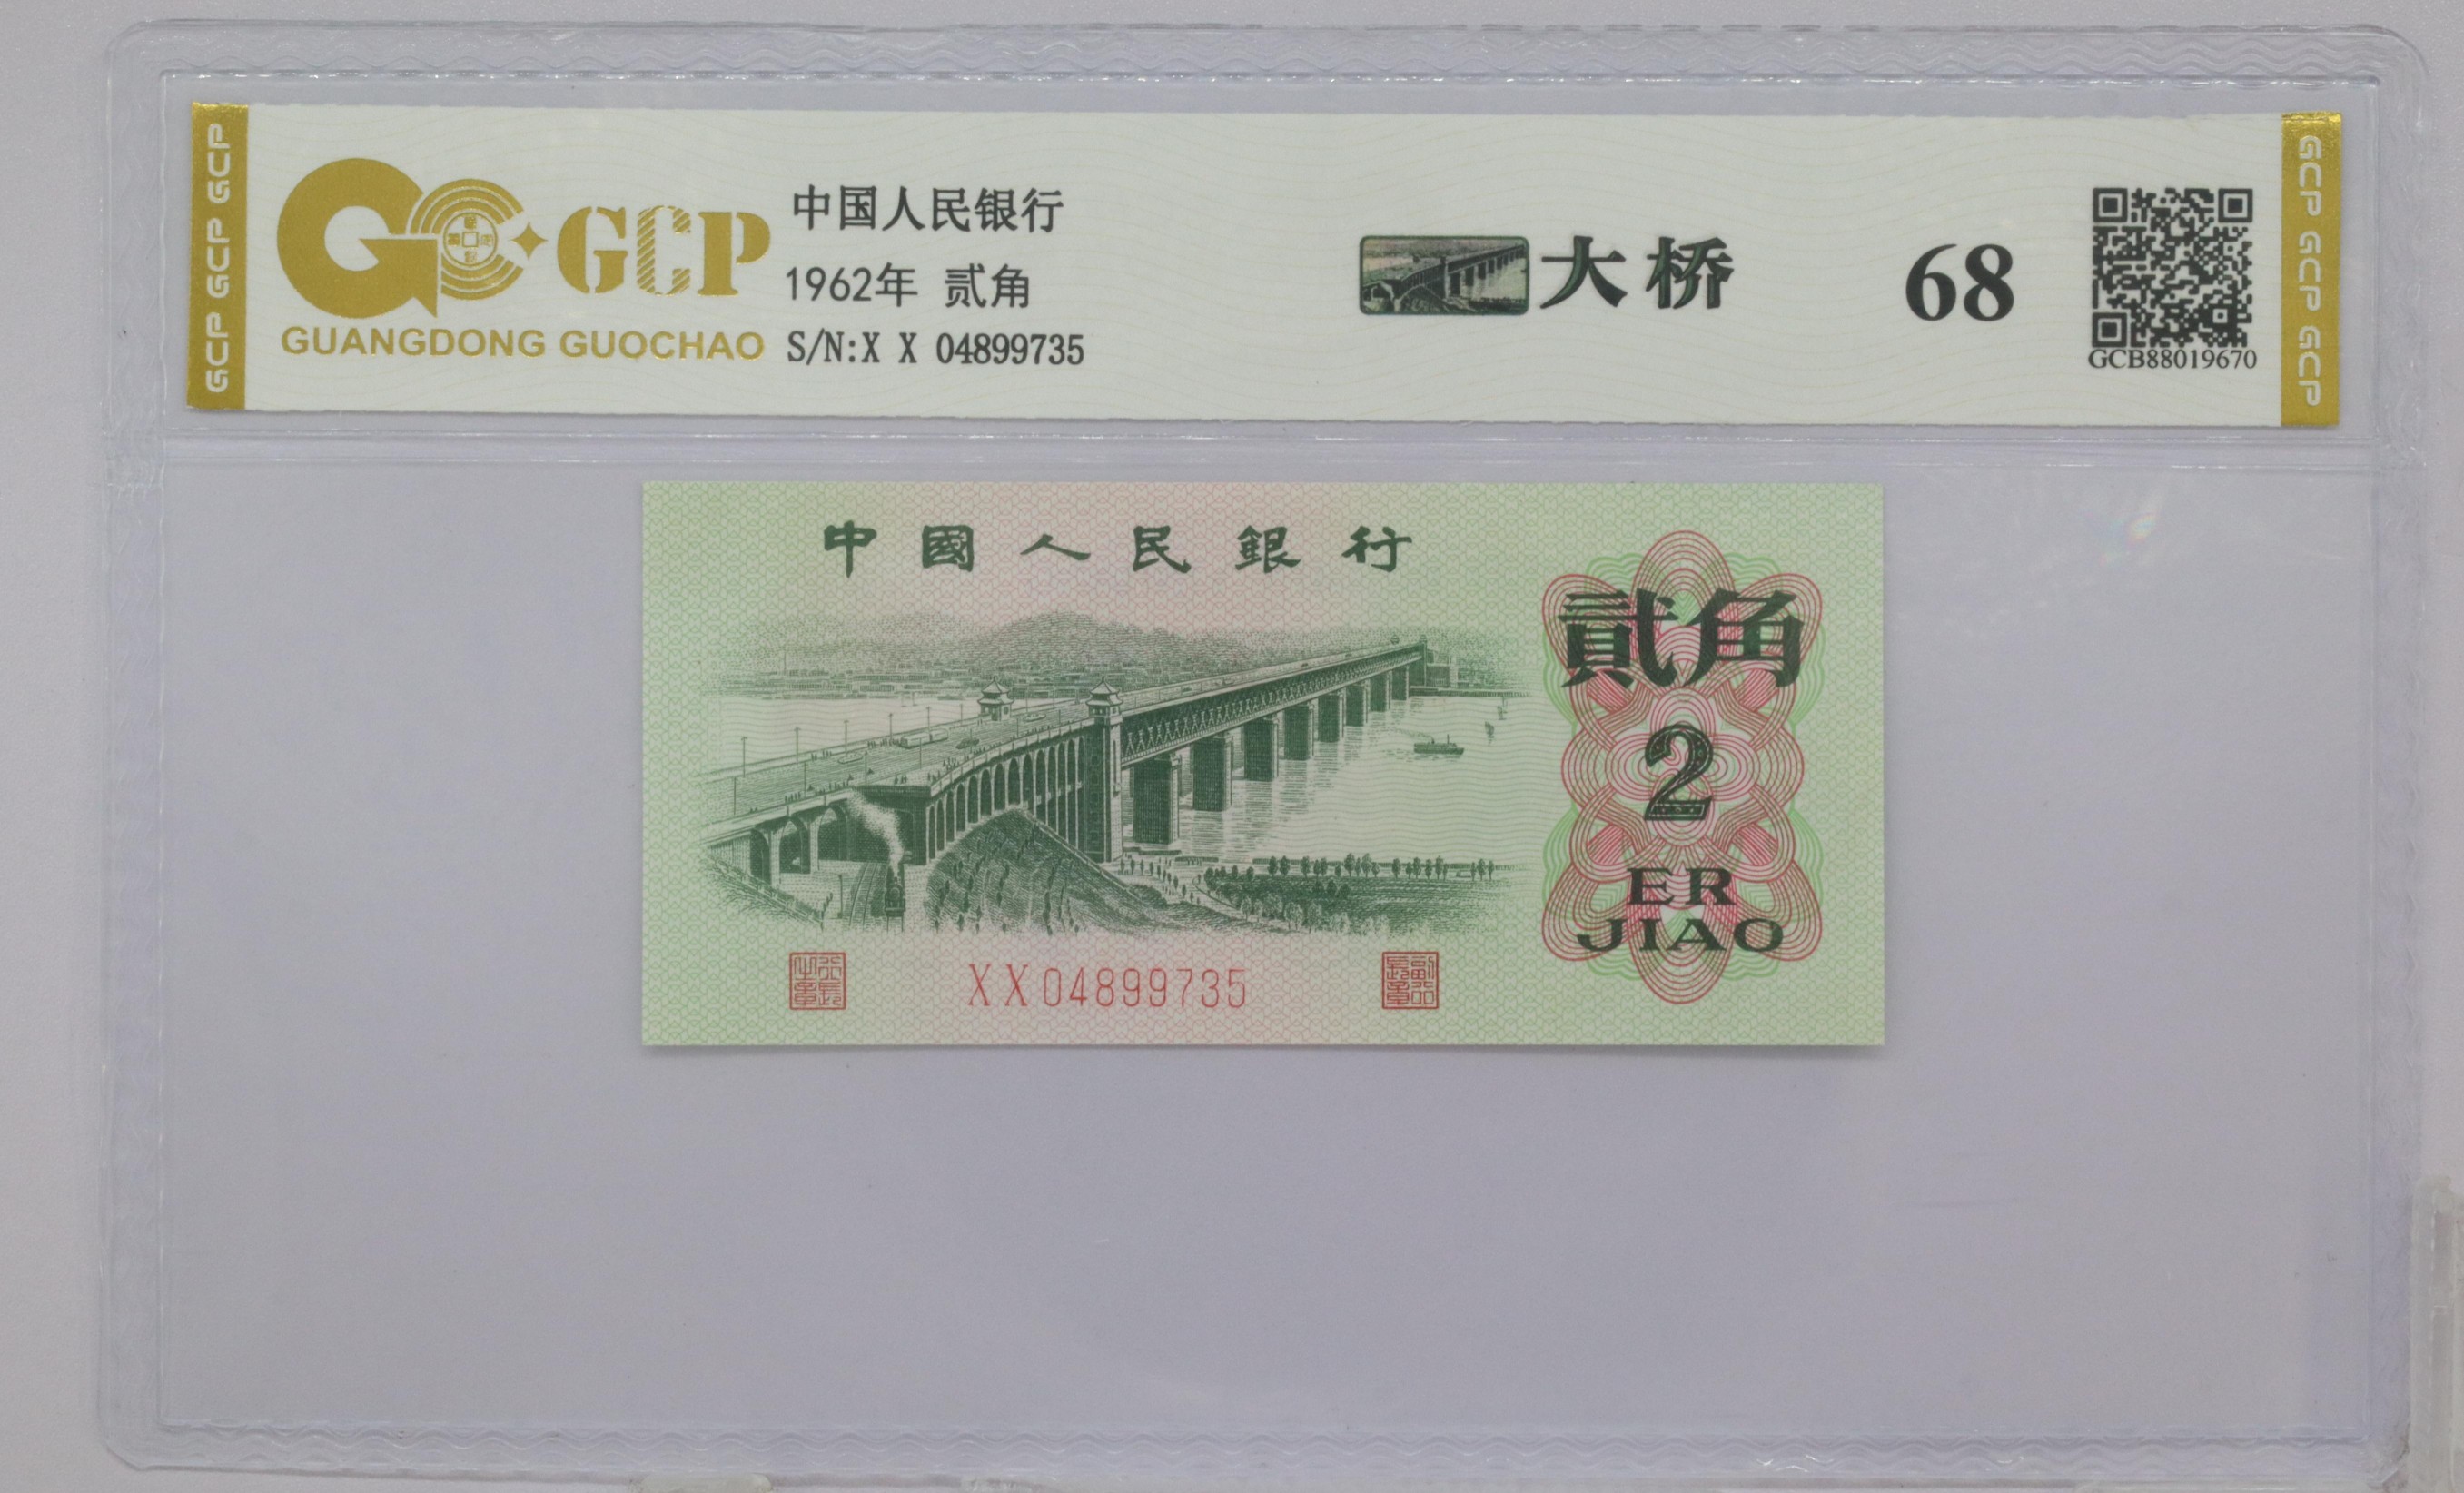 GCP GCP GCP
GCP
GUANGDONG GUOCHAO
中国人民银行
1962年 贰角
S/N:X X 04899735
大桥
68
GCB88019670
GCP GCP GCP
中國人民銀行
貳角
2
ER
JIAO
XX04899735